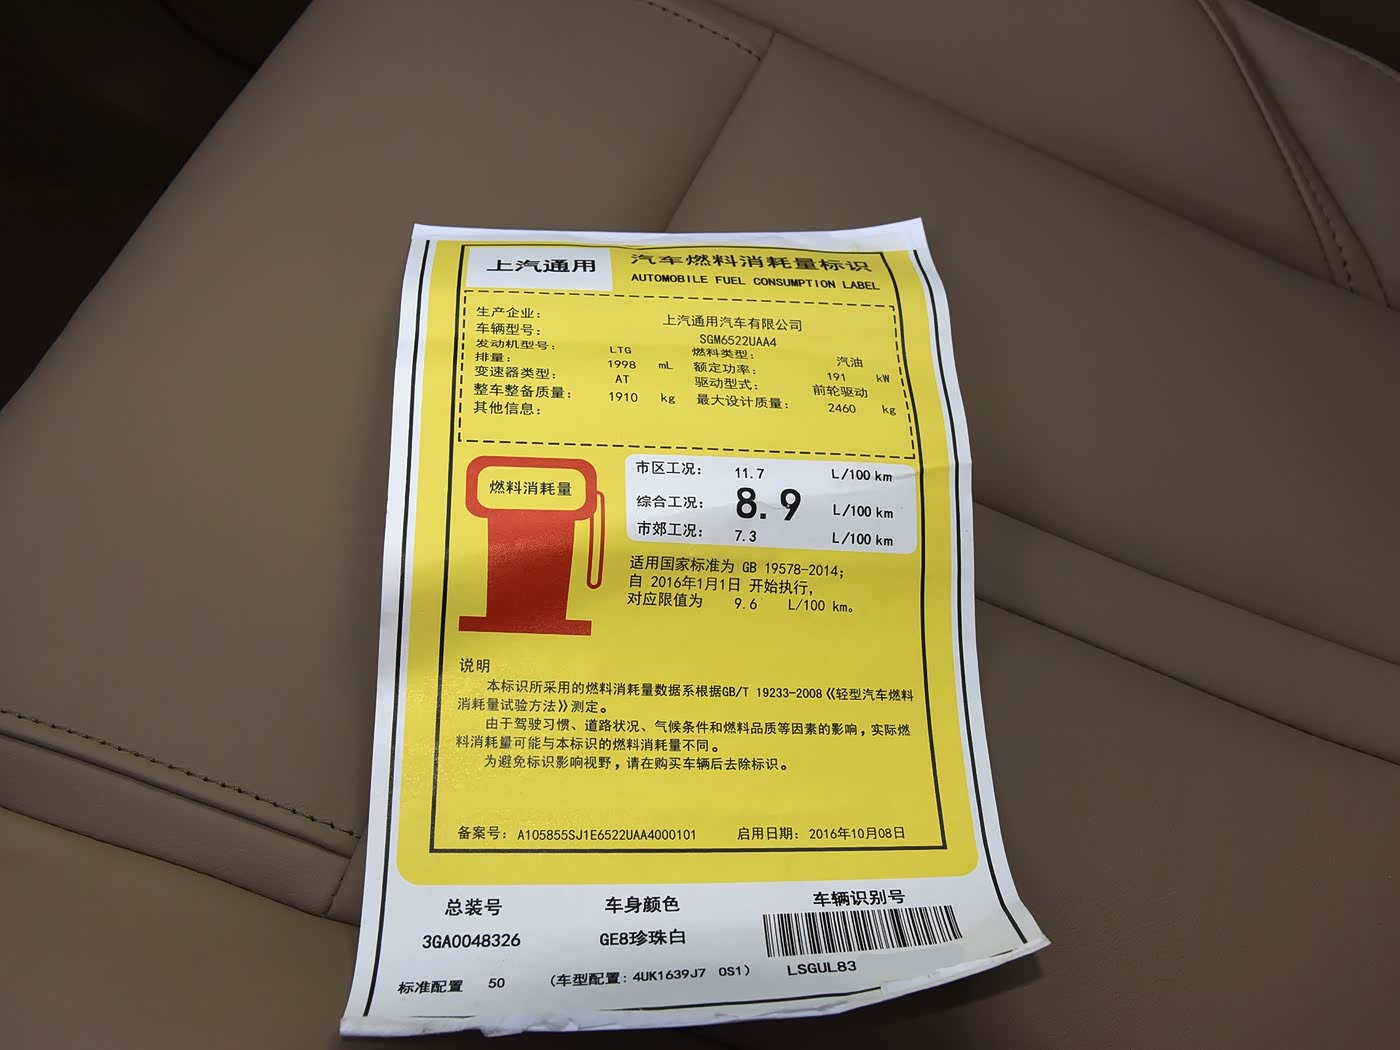 上汽通用
汽车燃料消耗量标识
AUTOMOBILE FUEL CONSUMPTION LABEL
生产企业: 上汽通用汽车有限公司
车辆型号: SGM6522UAA4
发动机型号: LTG 燃料类型: 汽油
排量: 1998 mL 额定功率: 191 kW
变速器类型: AT 驱动型式: 前轮驱动
整车整备质量: 1910 kg 最大设计质量: 2460 kg
其他信息:
燃料消耗量
市区工况: 11.7 L/100 km
综合工况: 8.9 L/100 km
市郊工况: 7.3 L/100 km
适用国家标准为 GB 19578-2014;
自 2016年1月1日 开始执行,
对应限值为 9.6 L/100 km。
说明
本标识所采用的燃料消耗量数据系根据GB/T 19233-2008《轻型汽车燃料
消耗量试验方法》测定。
由于驾驶习惯、道路状况、气候条件和燃料品质等因素的影响,实际燃
料消耗量可能与本标识的燃料消耗量不同。
为避免标识影响视野,请在购买车辆后去除标识。
备案号: A105855SJ1E6522UAA4000101 启用日期: 2016年10月08日
总装号 车身颜色 车辆识别号
3GA0048326 GE8珍珠白
标准配置 50 (车型配置: 4UK1639J7 0S1) LSGUL83